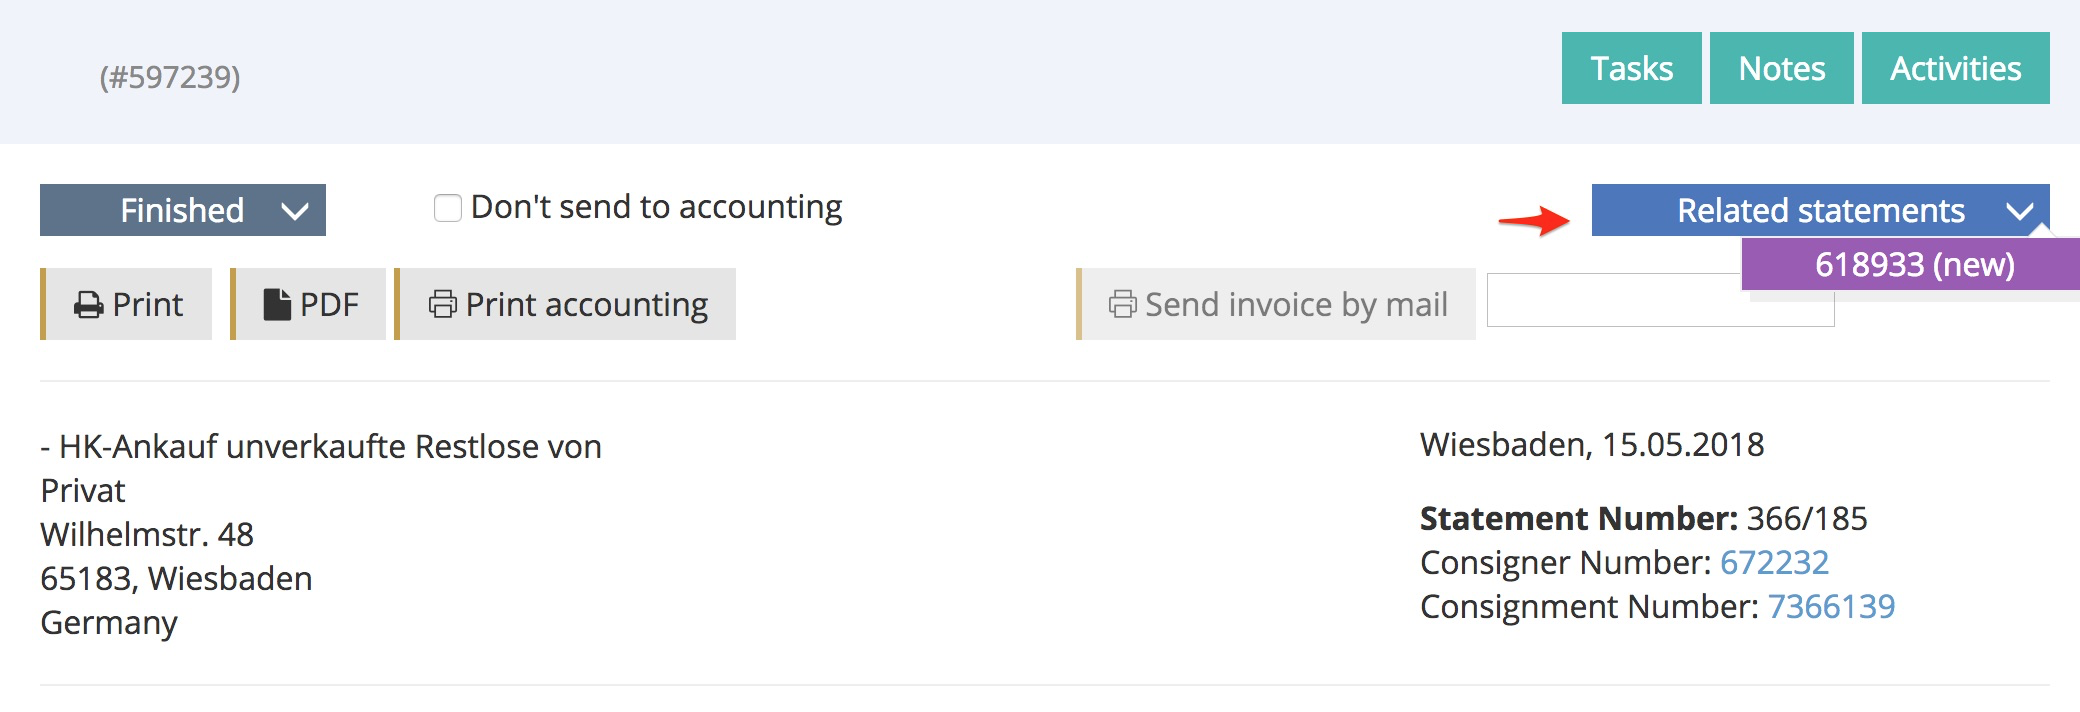 (#597239)
Tasks
Notes
Activities
Finished
Don't send to accounting
Related statements
618933 (new)
Print
PDF
Print accounting
Send invoice by mail
- HK-Ankauf unverkaufte Restlose von
Privat
Wilhelmstr. 48
65183, Wiesbaden
Germany
Wiesbaden, 15.05.2018
Statement Number: 366/185
Consigner Number: 672232
Consignment Number: 7366139